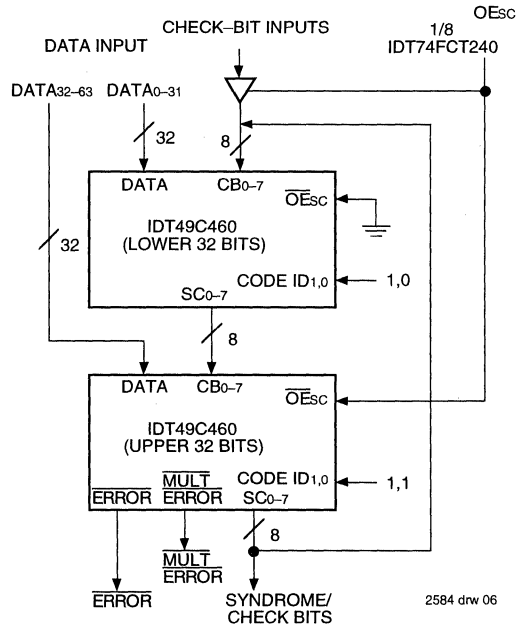 OESC
1/8
IDT74FCT240
CHECK–BIT INPUTS
DATA INPUT
DATA32–63 DATA0–31
32
8
DATA CB0–7
OESC
IDT49C460
(LOWER 32 BITS)
32
CODE ID1,0
1,0
SC0–7
8
DATA CB0–7
OESC
IDT49C460
(UPPER 32 BITS)
CODE ID1,0
1,1
ERROR
MULT
ERROR
SC0–7
8
MULT
ERROR
ERROR
SYNDROME/
CHECK BITS
2584 drw 06